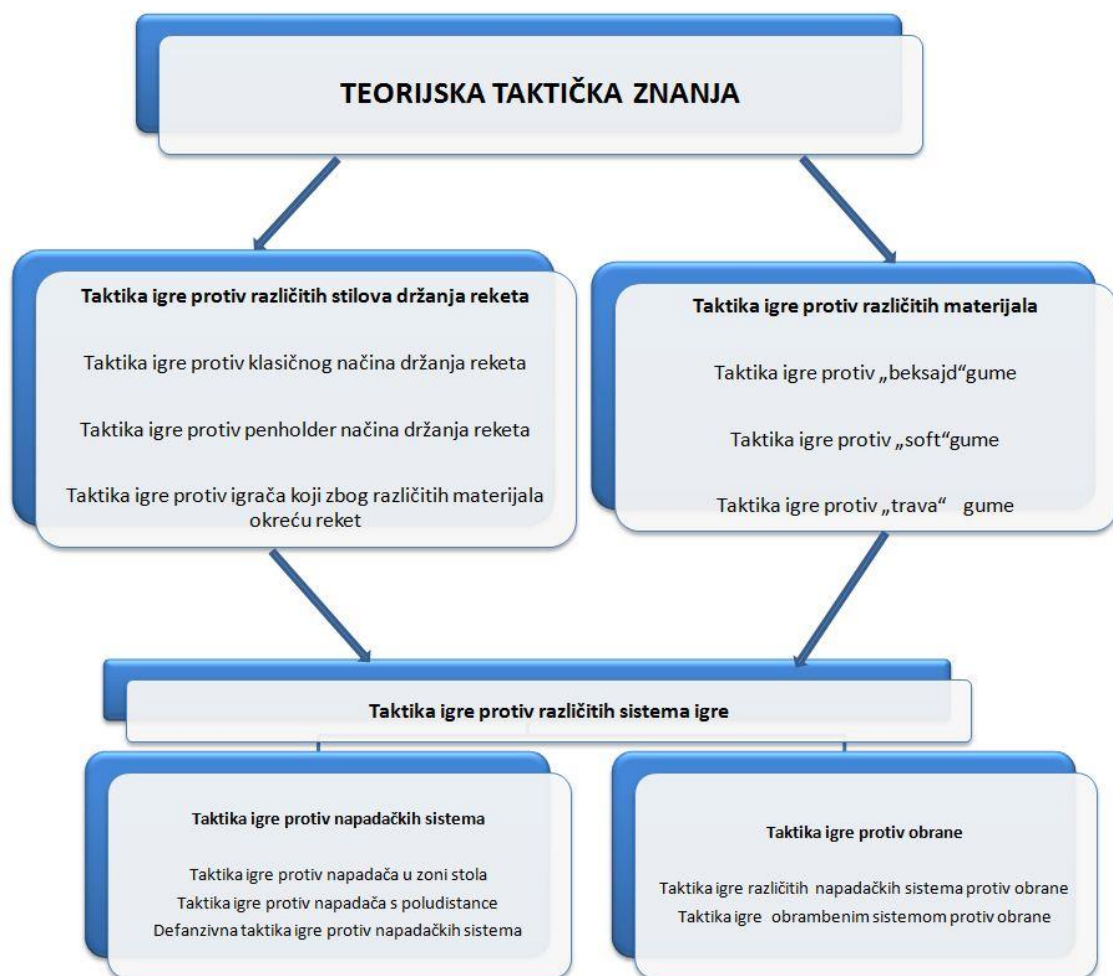 TEORIJSKA TAKTIČKA ZNANJA
Taktika igre protiv različitih stilova držanja reketa
Taktika igre protiv klasičnog načina držanja reketa
Taktika igre protiv penholder načina držanja reketa
Taktika igre protiv igrača koji zbog različitih materijala
okreću reket
Taktika igre protiv različitih materijala
Taktika igre protiv „beksajd“gume
Taktika igre protiv „soft“gume
Taktika igre protiv „trava“ gume
Taktika igre protiv različitih sistema igre
Taktika igre protiv napadačkih sistema
Taktika igre protiv napadača u zoni stola
Taktika igre protiv napadača s poludistance
Defanzivna taktika igre protiv napadačkih sistema
Taktika igre protiv obrane
Taktika igre različitih napadačkih sistema protiv obrane
Taktika igre obrambenim sistemom protiv obrane